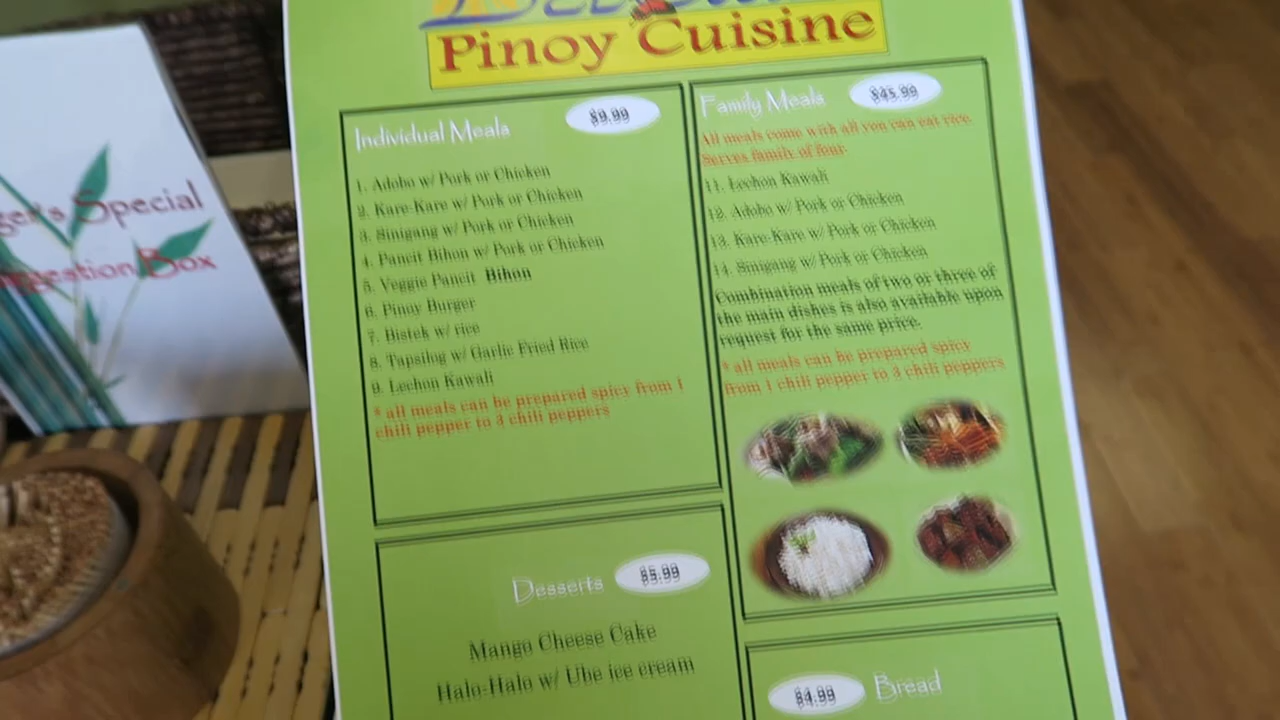 Pinoy Cuisine
Individual Meals
$9.99
1. Adobo w/ Pork or Chicken
2. Kare-Kare w/ Pork or Chicken
3. Sinigang w/ Pork or Chicken
4. Pancit Bihon w/ Pork or Chicken
5. Veggie Pancit Bihon
6. Pinoy Burger
7. Bistek w/ rice
8. Tapsilog w/ Garlic Fried Rice
9. Lechon Kawali
* all meals can be prepared spicy from 1
chili pepper to 3 chili peppers
Family Meals
$45.99
All meals come with all you can eat rice.
Serves family of four.
11. Lechon Kawali
12. Adobo w/ Pork or Chicken
13. Kare-Kare w/ Pork or Chicken
14. Sinigang w/ Pork or Chicken
Combination meals of two or three of
the main dishes is also available upon
request for the same price.
* all meals can be prepared spicy
from 1 chili pepper to 3 chili peppers
Desserts
$5.99
Mango Cheese Cake
Halo-Halo w/ Ube ice cream
$4.99
Bread
Special
Box